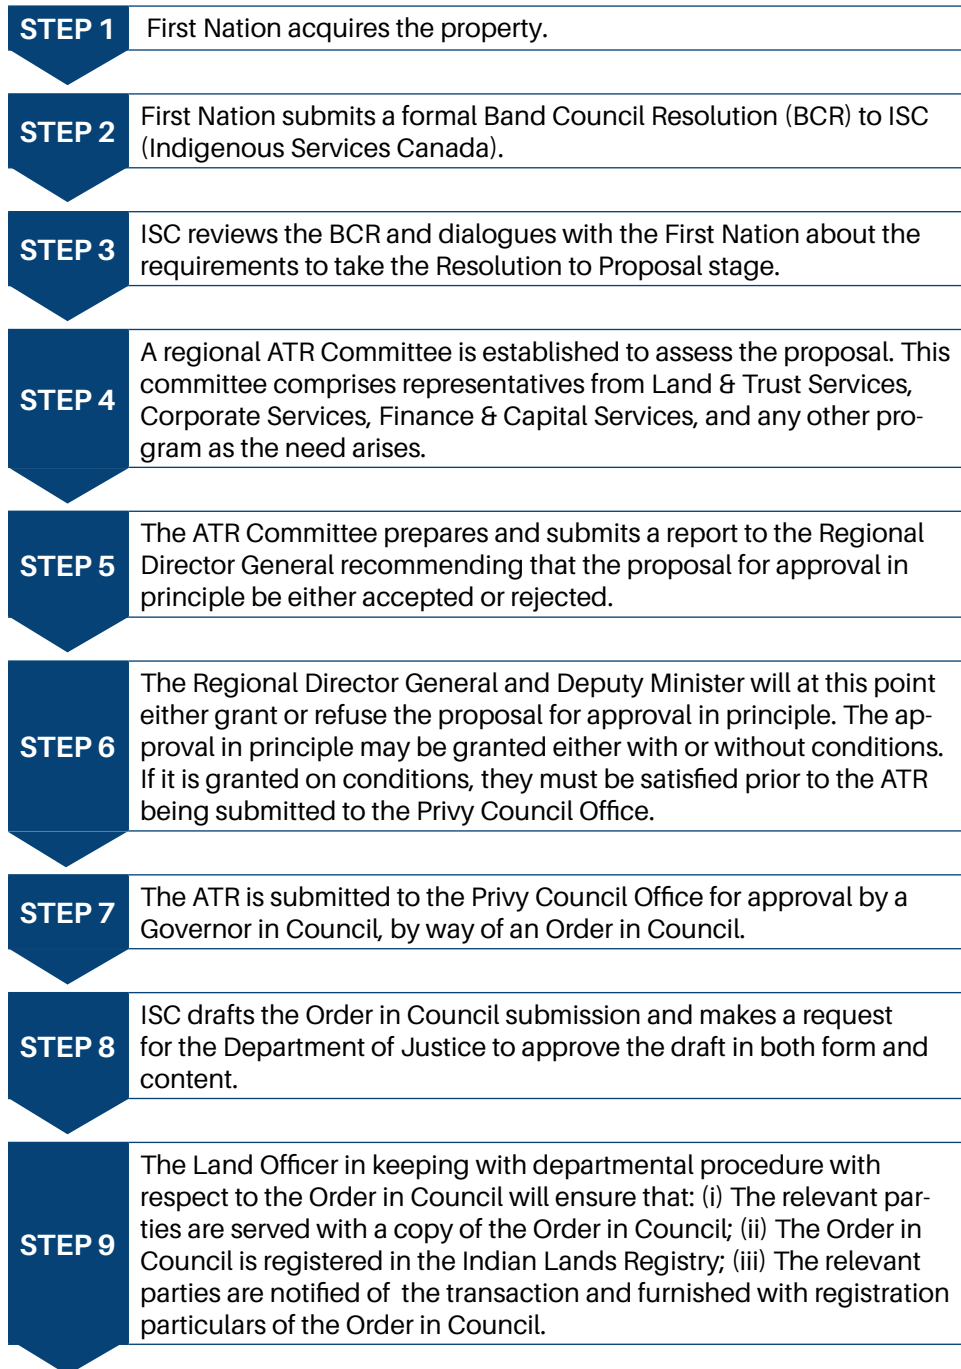 STEP 1
First Nation acquires the property.
STEP 2
First Nation submits a formal Band Council Resolution (BCR) to ISC
(Indigenous Services Canada).
STEP 3
ISC reviews the BCR and dialogues with the First Nation about the
requirements to take the Resolution to Proposal stage.
STEP 4
A regional ATR Committee is established to assess the proposal. This
committee comprises representatives from Land & Trust Services,
Corporate Services, Finance & Capital Services, and any other pro-
gram as the need arises.
STEP 5
The ATR Committee prepares and submits a report to the Regional
Director General recommending that the proposal for approval in
principle be either accepted or rejected.
STEP 6
The Regional Director General and Deputy Minister will at this point
either grant or refuse the proposal for approval in principle. The ap-
proval in principle may be granted either with or without conditions.
If it is granted on conditions, they must be satisfied prior to the ATR
being submitted to the Privy Council Office.
STEP 7
The ATR is submitted to the Privy Council Office for approval by a
Governor in Council, by way of an Order in Council.
STEP 8
ISC drafts the Order in Council submission and makes a request
for the Department of Justice to approve the draft in both form and
content.
STEP 9
The Land Officer in keeping with departmental procedure with
respect to the Order in Council will ensure that: (i) The relevant par-
ties are served with a copy of the Order in Council; (ii) The Order in
Council is registered in the Indian Lands Registry; (iii) The relevant
parties are notified of  the transaction and furnished with registration
particulars of the Order in Council.